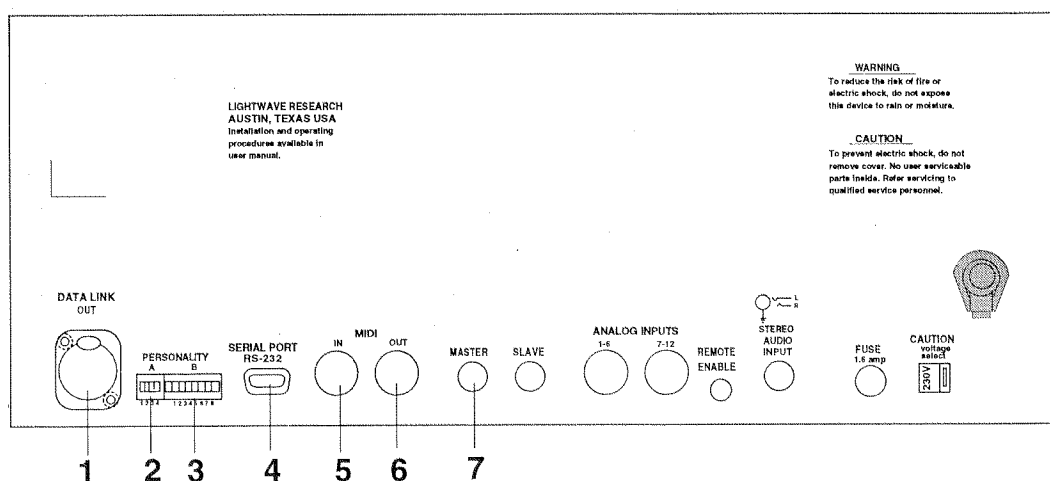 WARNING
To reduce the risk of fire or
electric shock, do not expose
this device to rain or moisture.
LIGHTWAVE RESEARCH
AUSTIN, TEXAS USA
Installation and operating
procedures available in
user manual.
CAUTION
To prevent electric shock, do not
remove cover. No user serviceable
parts inside. Refer servicing to
qualified service personnel.
DATA LINK
OUT
PERSONALITY
A B
1 2 3 4 1 2 3 4 5 6 7 8
SERIAL PORT
RS-232
MIDI
IN OUT
MASTER
SLAVE
ANALOG INPUTS
1-6 7-12
REMOTE
ENABLE
L
R
STEREO
AUDIO
INPUT
FUSE
1.6 amp
CAUTION
voltage
select
230V
1 2 3 4 5 6 7